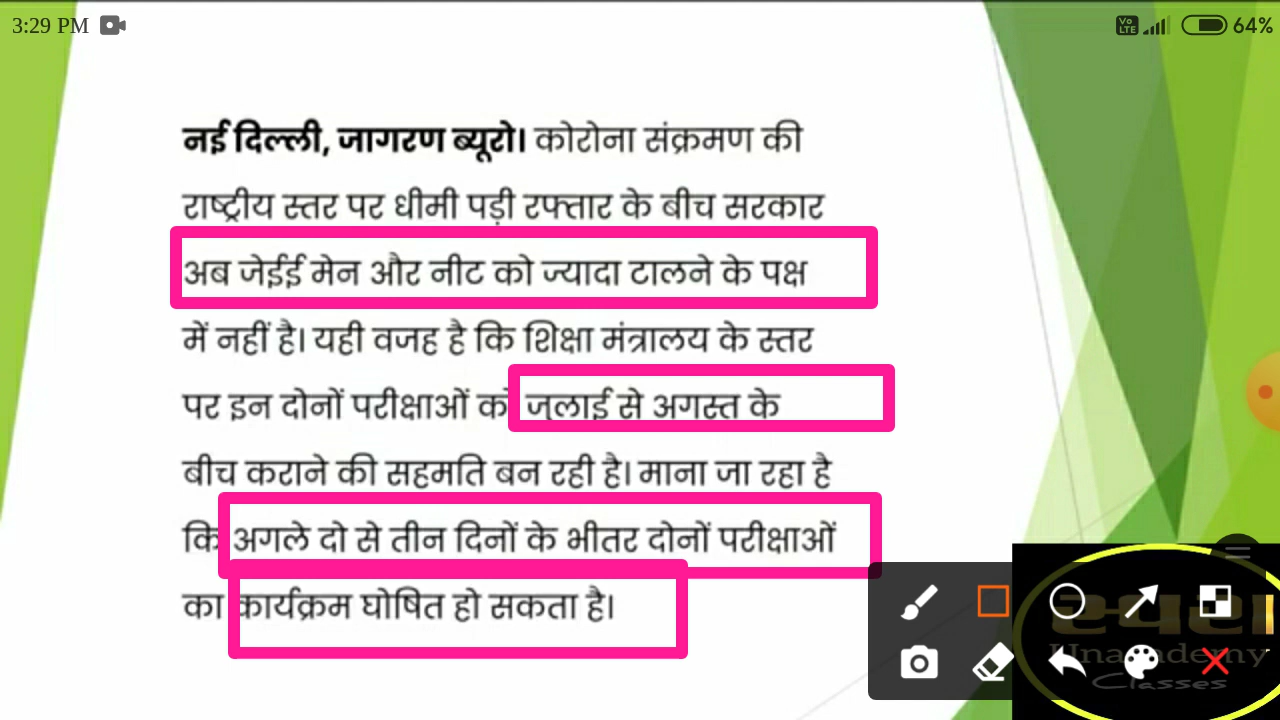 3:29 PM
Vo LTE 64%
नई दिल्ली, जागरण ब्यूरो। कोरोना संक्रमण की
राष्ट्रीय स्तर पर धीमी पड़ी रफ्तार के बीच सरकार
अब जेईई मेन और नीट को ज्यादा टालने के पक्ष
में नहीं है। यही वजह है कि शिक्षा मंत्रालय के स्तर
पर इन दोनों परीक्षाओं को जुलाई से अगस्त के
बीच कराने की सहमति बन रही है। माना जा रहा है
कि अगले दो से तीन दिनों के भीतर दोनों परीक्षाओं
का कार्यक्रम घोषित हो सकता है।
Unacademy
Classes